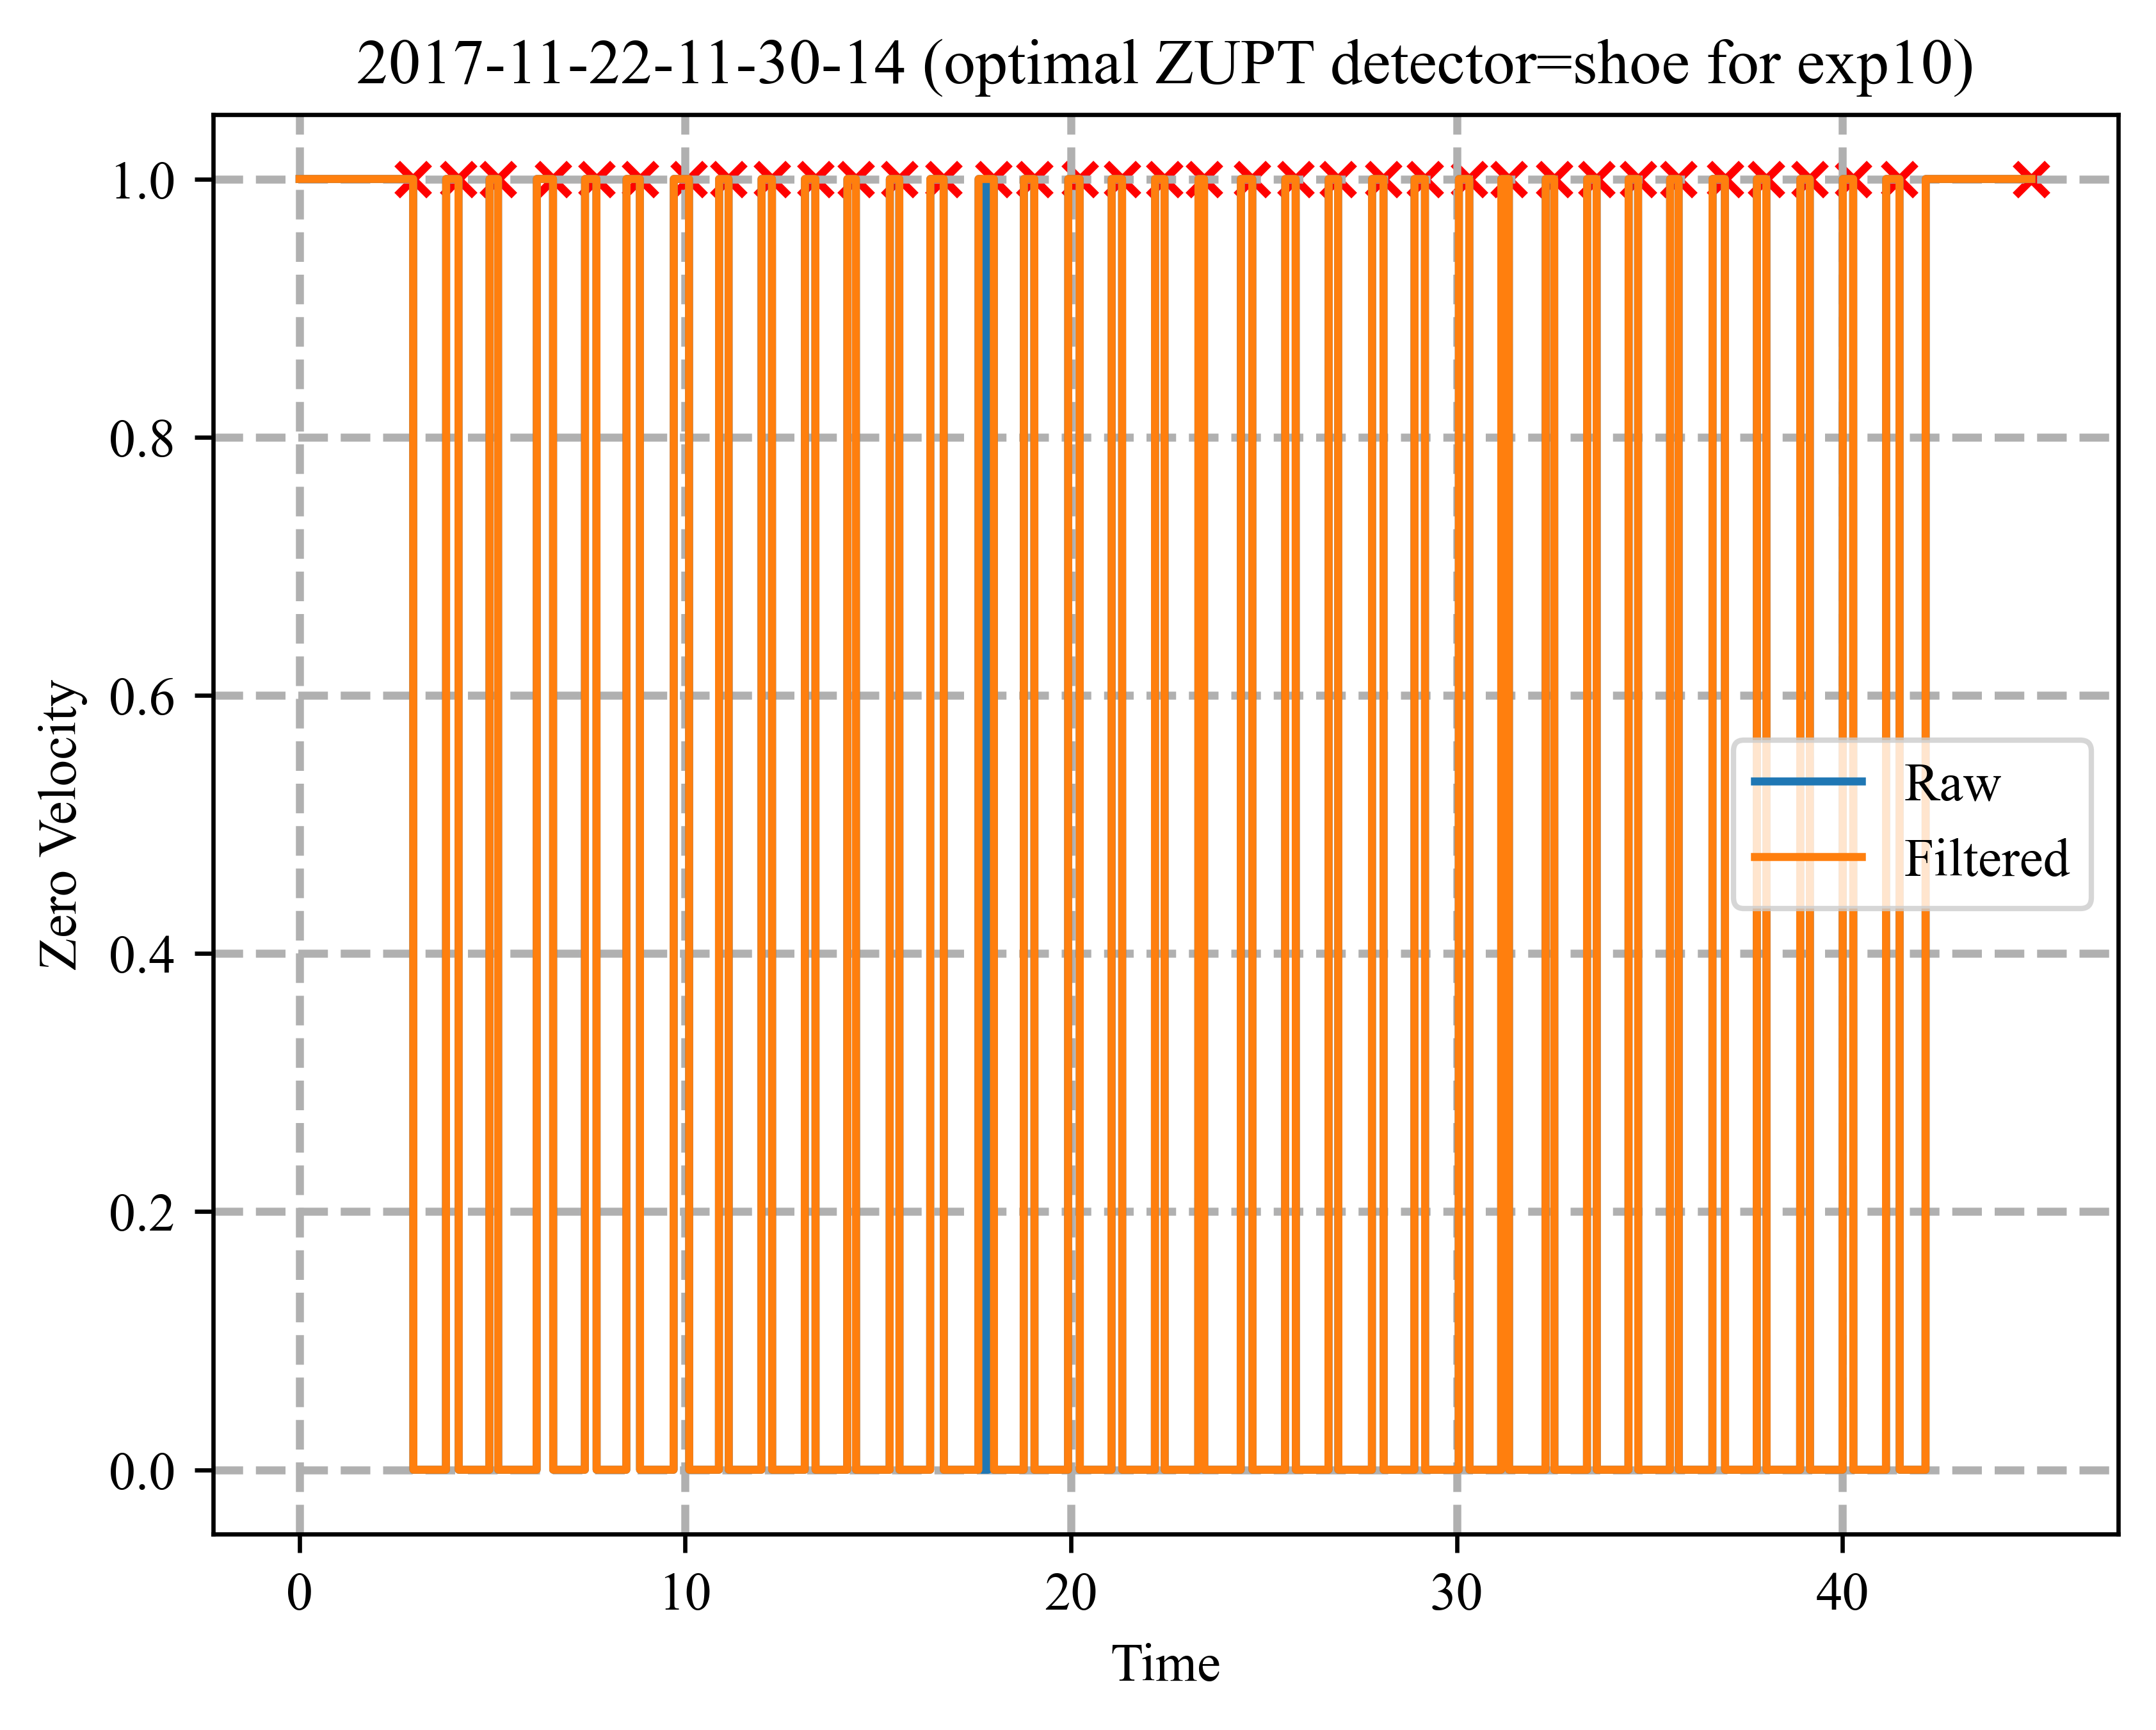 2017-11-22-11-30-14 (optimal ZUPT detector=shoe for exp10)
1.0
0.8
0.6
0.4
0.2
0.0
Zero Velocity
Raw
Filtered
0 10 20 30 40
Time